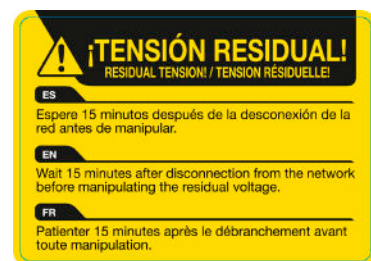 ¡TENSIÓN RESIDUAL!
RESIDUAL TENSION! / TENSION RÉSIDUELLE!
ES
Espere 15 minutos después de la desconexión de la
red antes de manipular.
EN
Wait 15 minutes after disconnection from the network
before manipulating the residual voltage.
FR
Patienter 15 minutes après le débranchement avant
toute manipulation.